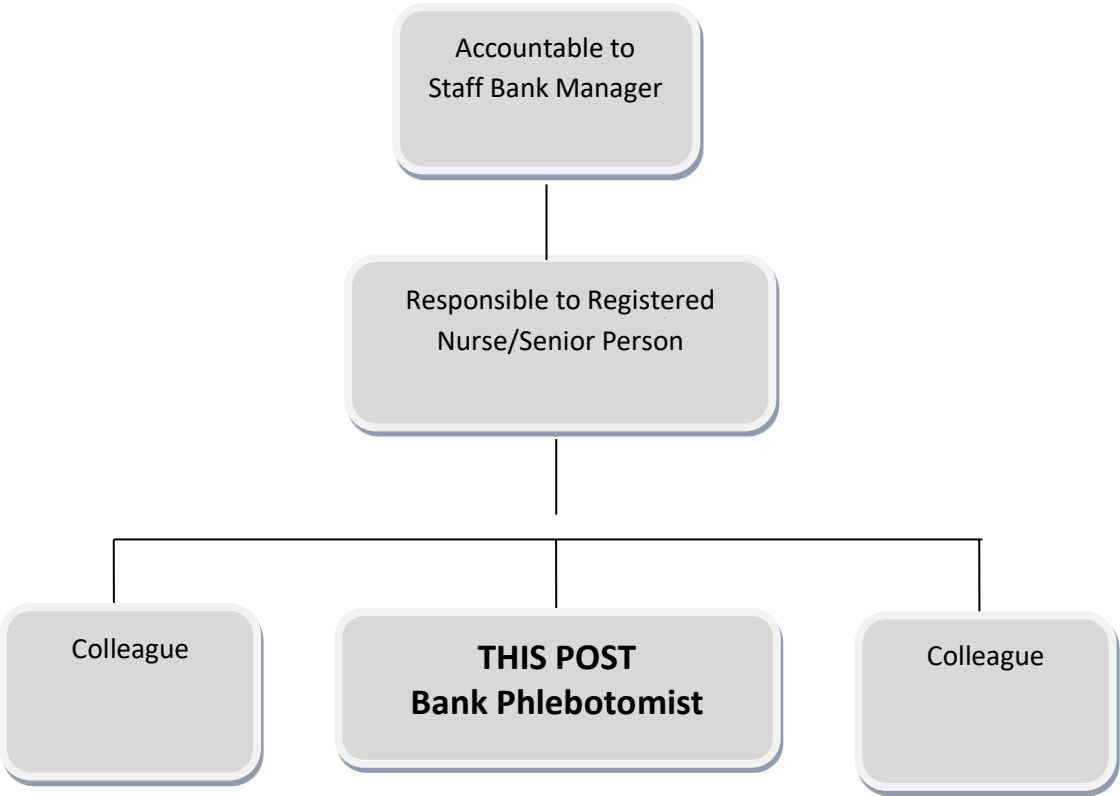 Accountable to
Staff Bank Manager
Responsible to Registered
Nurse/Senior Person
Colleague
THIS POST
Bank Phlebotomist
Colleague